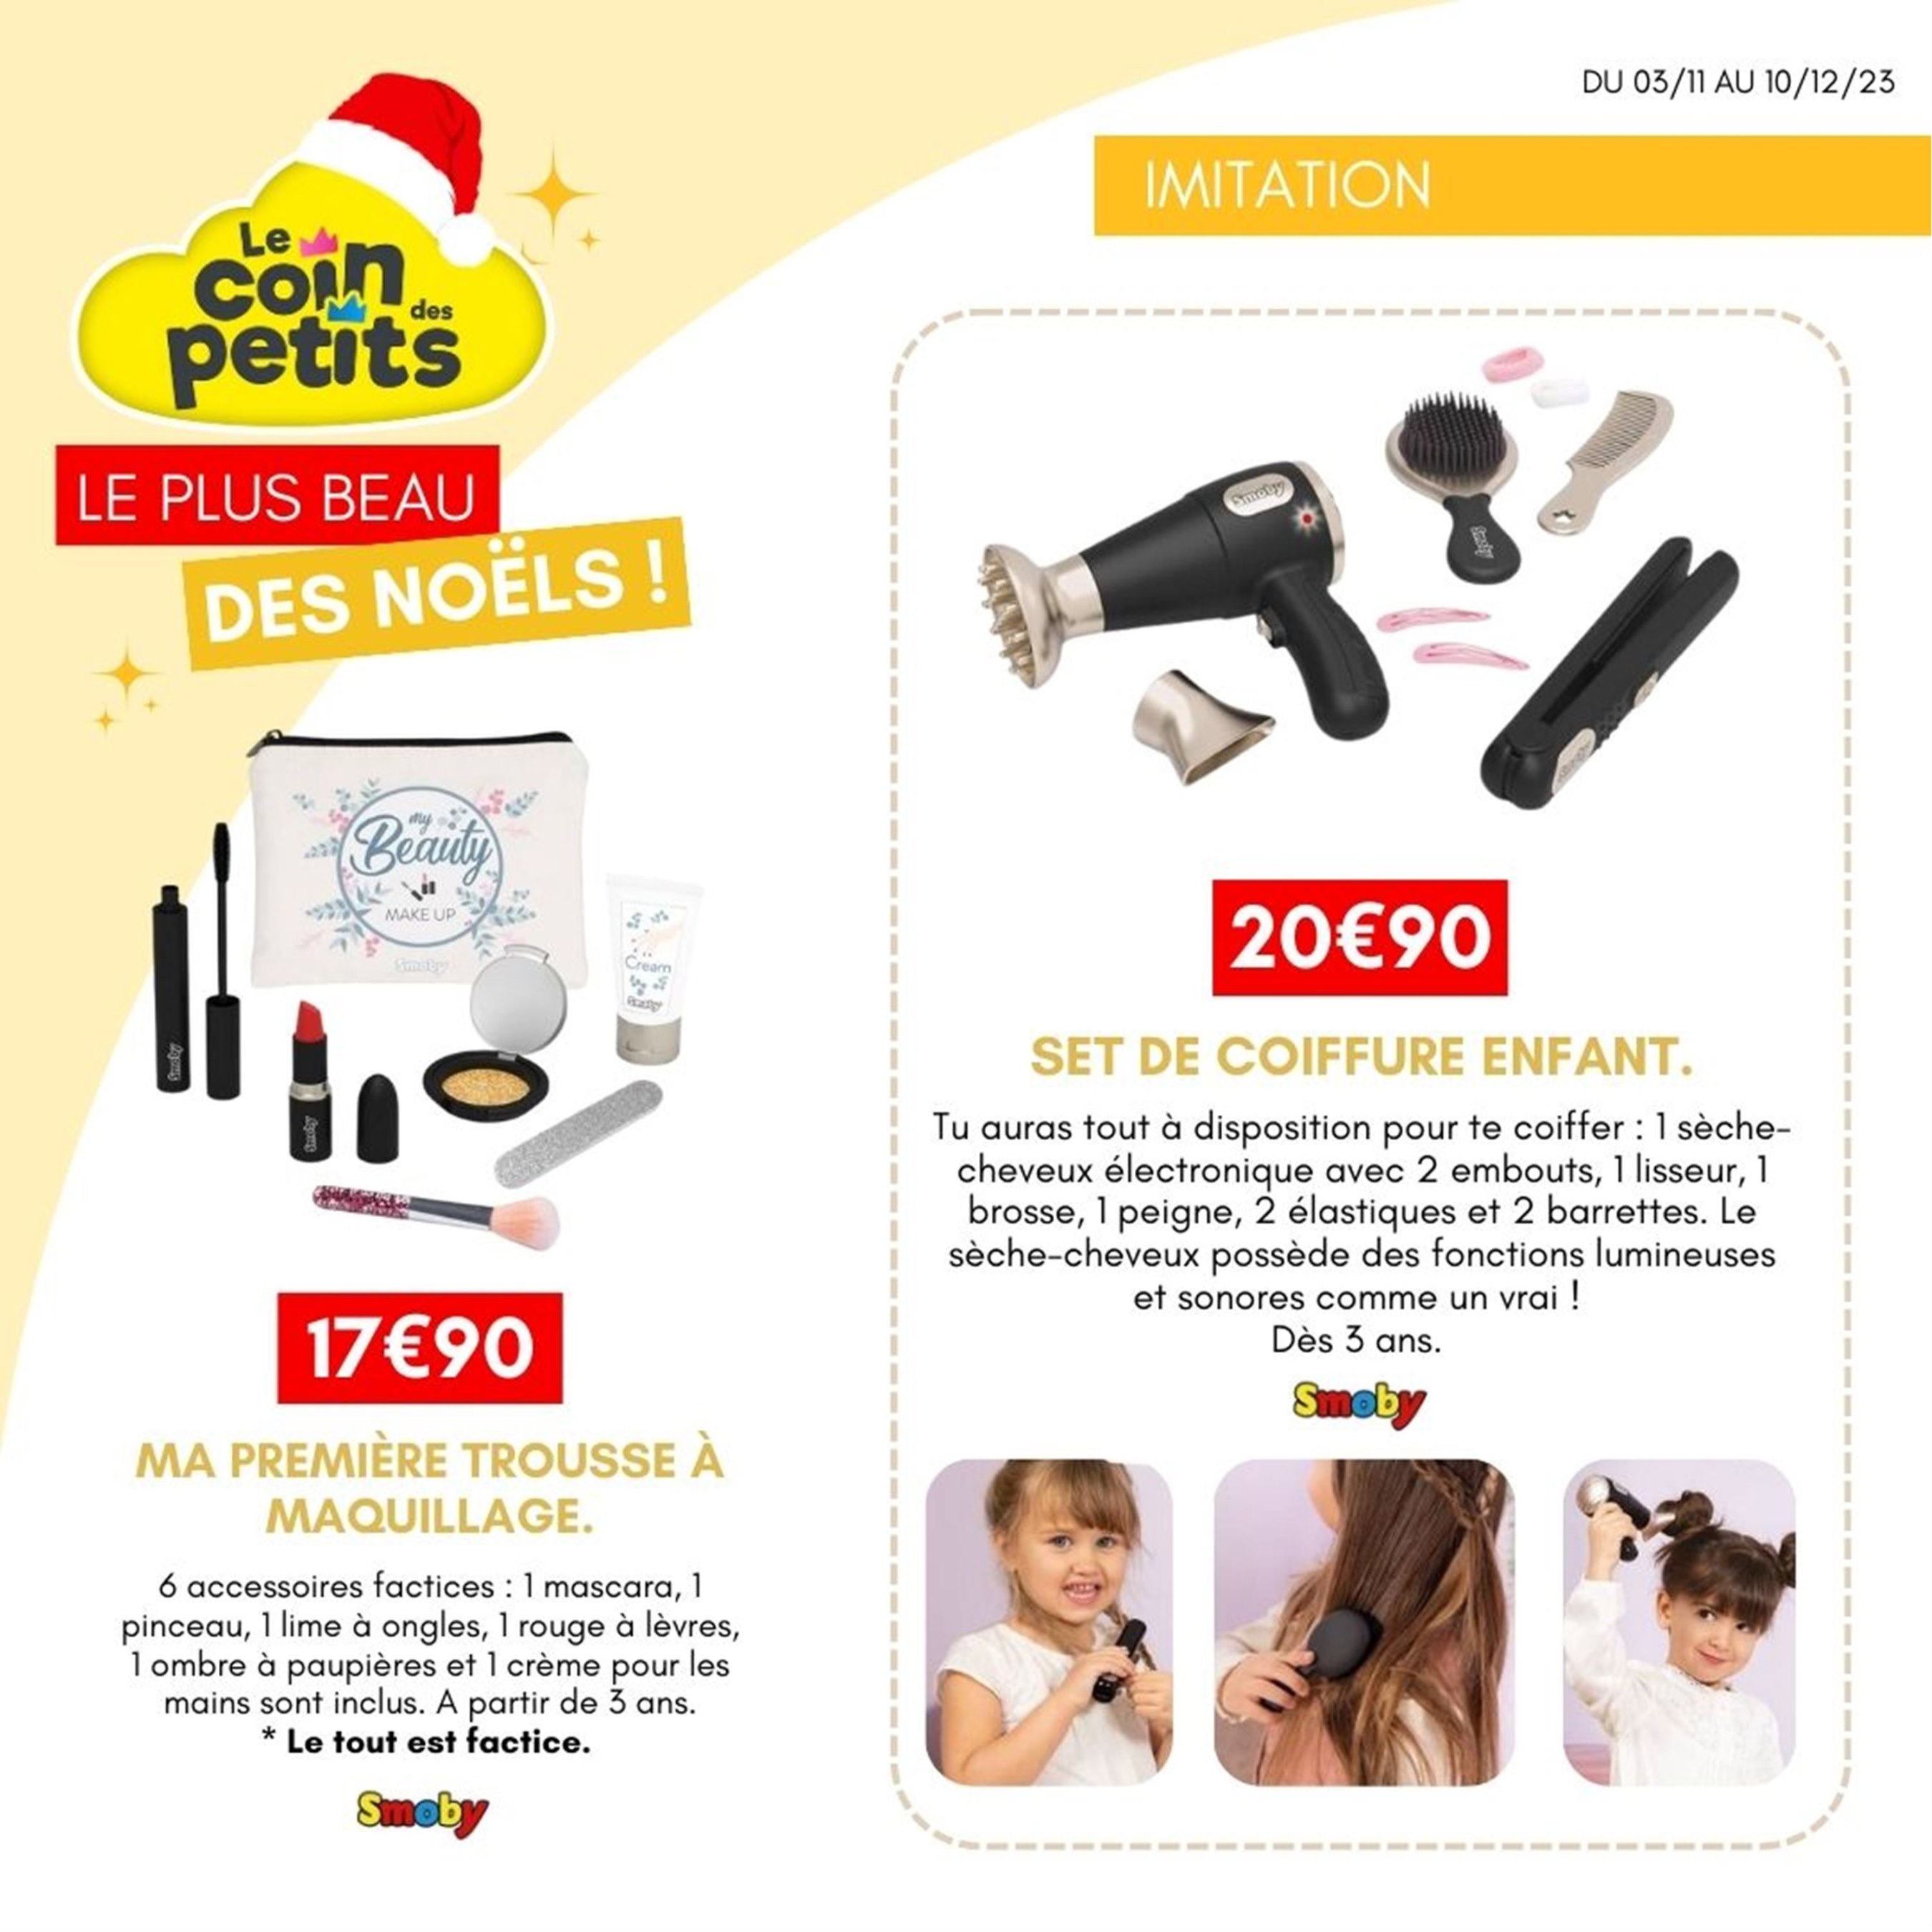 DU 03/11 AU 10/12/23
IMITATION
Le
coin
des
petits
LE PLUS BEAU
DES NOËLS !
my
Beauty
MAKE UP
Smoby
Cream
Smoby
Smoby
Smoby
17€90
MA PREMIÈRE TROUSSE À
MAQUILLAGE.
6 accessoires factices : 1 mascara, 1
pinceau, 1 lime à ongles, 1 rouge à lèvres,
1 ombre à paupières et 1 crème pour les
mains sont inclus. A partir de 3 ans.
* Le tout est factice.
Smoby
Smoby
Smoby
Smoby
20€90
SET DE COIFFURE ENFANT.
Tu auras tout à disposition pour te coiffer : 1 sèche-
cheveux électronique avec 2 embouts, 1 lisseur, 1
brosse, 1 peigne, 2 élastiques et 2 barrettes. Le
sèche-cheveux possède des fonctions lumineuses
et sonores comme un vrai !
Dès 3 ans.
Smoby